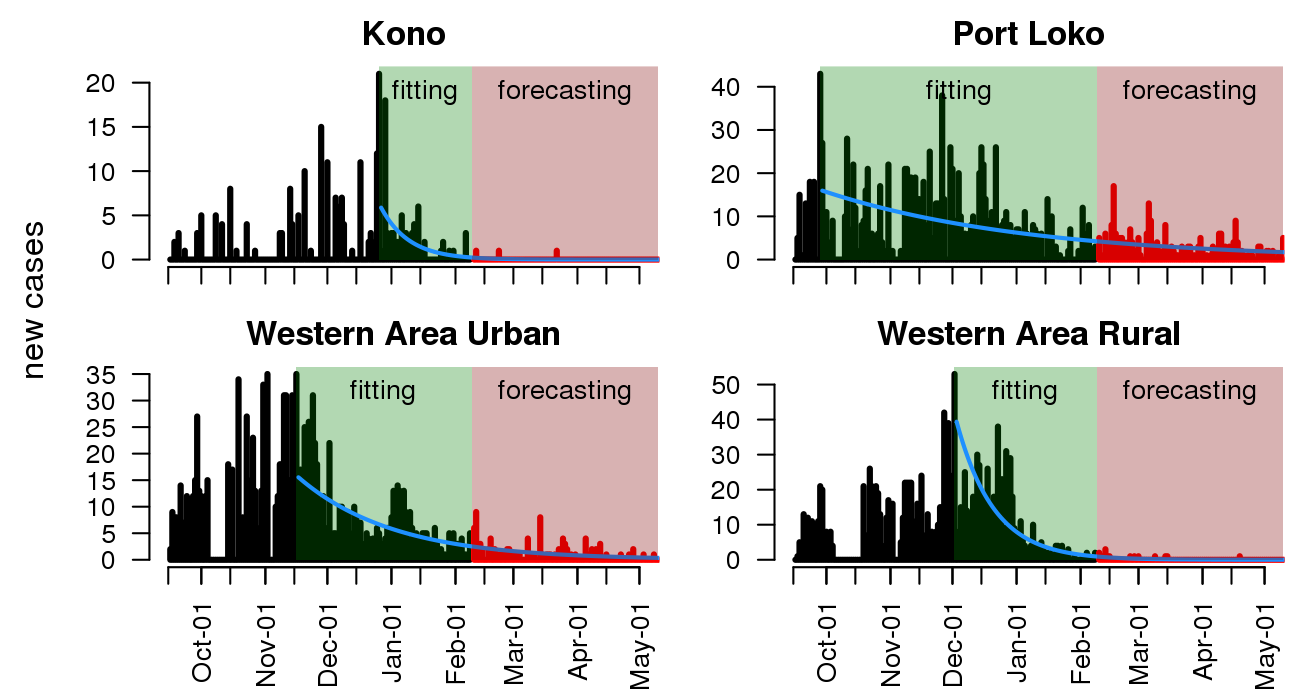 Kono
Port Loko
20
15
10
5
0
fitting
forecasting
40
30
20
10
0
fitting
forecasting
new cases
Western Area Urban
Western Area Rural
35
30
25
20
15
10
5
0
fitting
forecasting
Oct-01
Nov-01
Dec-01
Jan-01
Feb-01
Mar-01
Apr-01
May-01
50
40
30
20
10
0
fitting
forecasting
Oct-01
Nov-01
Dec-01
Jan-01
Feb-01
Mar-01
Apr-01
May-01